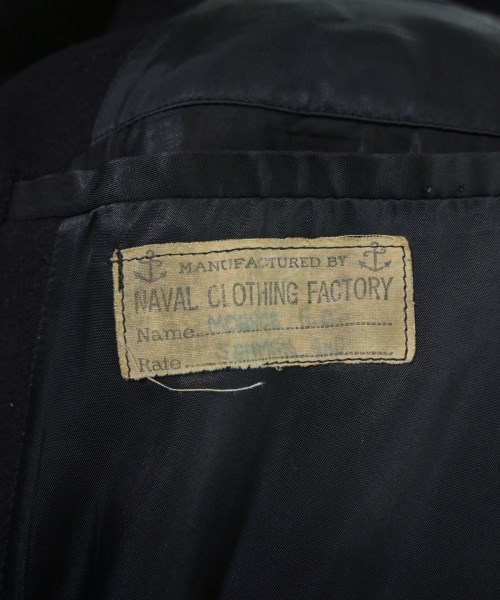 MANUFACTURED BY
NAVAL CLOTHING FACTORY
Name
Rate